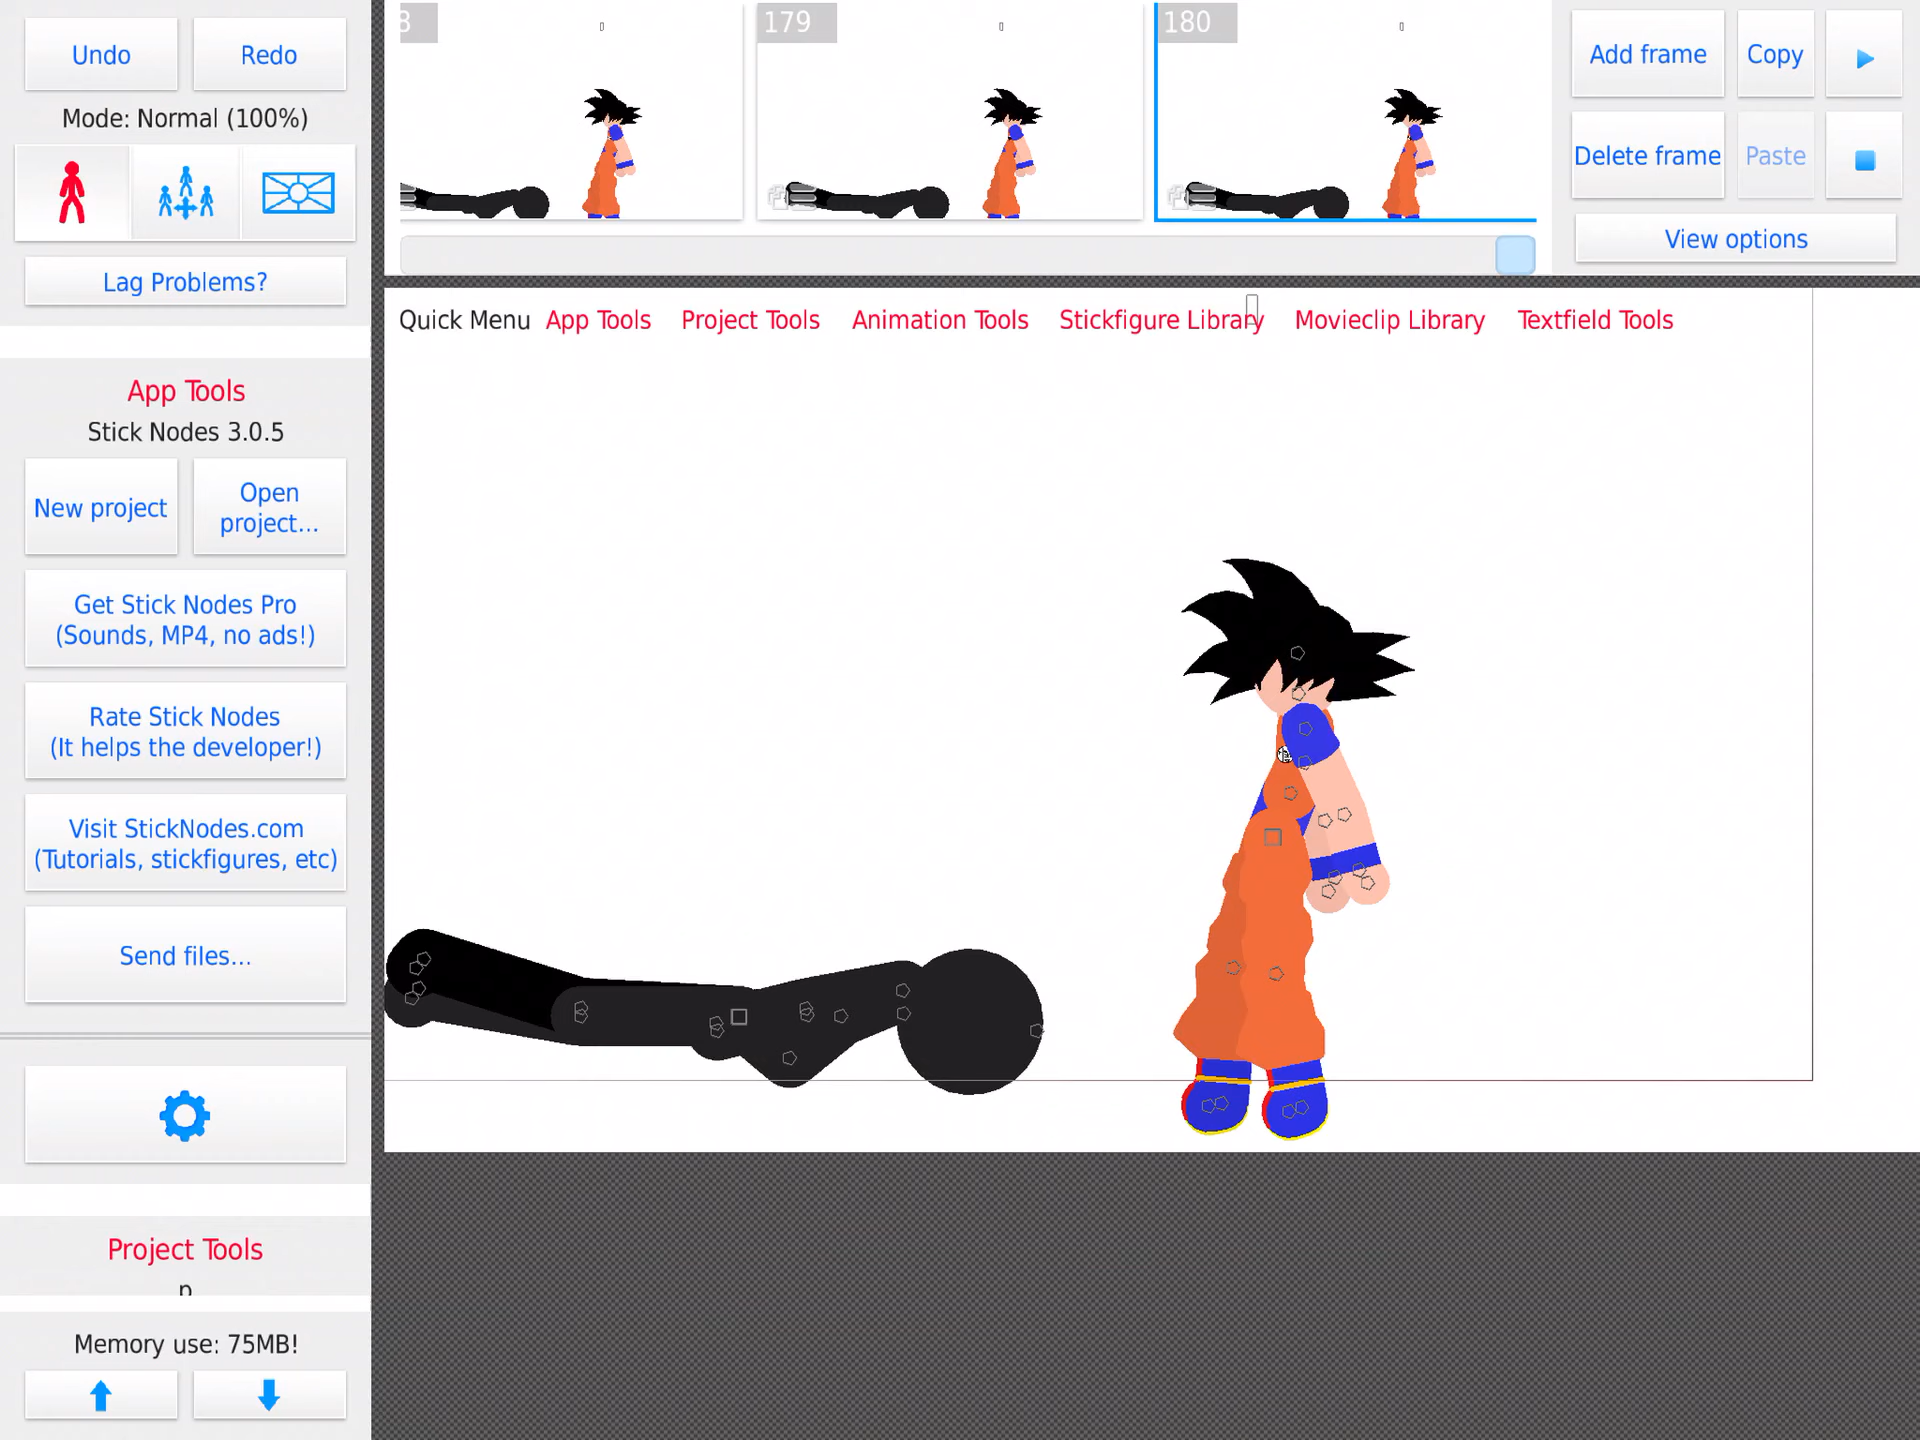 Undo
Redo
Mode: Normal (100%)
Lag Problems?
8
179
180
Add frame
Copy
Delete frame
Paste
View options
Quick Menu
App Tools
Project Tools
Animation Tools
Stickfigure Library
Movieclip Library
Textfield Tools
App Tools
Stick Nodes 3.0.5
New project
Open
project...
Get Stick Nodes Pro
(Sounds, MP4, no ads!)
Rate Stick Nodes
(It helps the developer!)
Visit StickNodes.com
(Tutorials, stickfigures, etc)
Send files...
Project Tools
p
Memory use: 75MB!